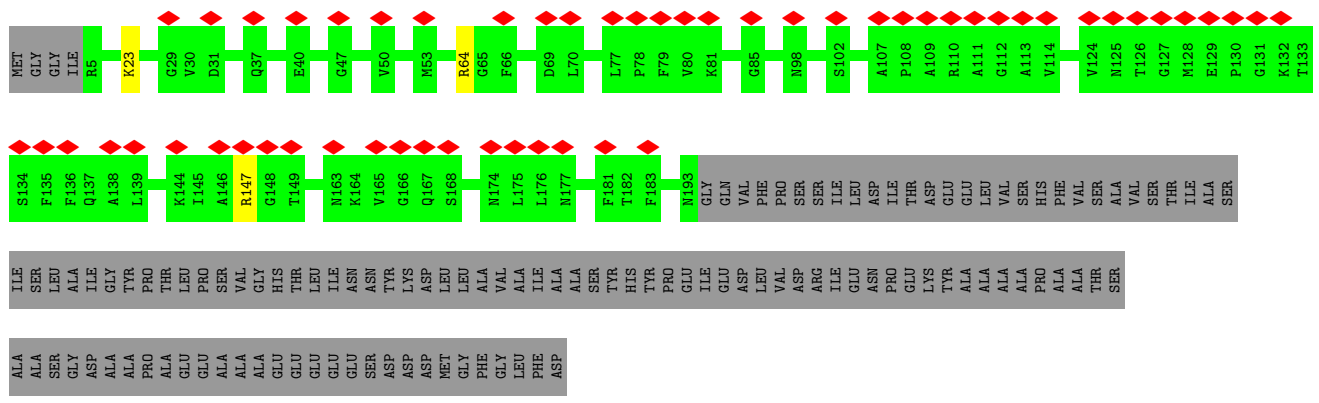 MET GLY GLY ILE R5 K23 G29 V30 D31 Q37 E40 G47 V50 M53 R64 G65 F66 D69 L70 L77 P78 F79 V80 K81 G85 N98 S102 A107 P108 A109 R110 A111 G112 A113 V114 V124 N125 T126 G127 M128 E129 P130 G131 K132 T133
S134 F135 F136 Q137 A138 L139 K144 I145 A146 R147 G148 T149 N163 K164 V165 G166 Q167 S168 N174 L175 L176 N177 F181 T182 F183 N193 GLY GLN VAL PHE PRO SER SER ILE LEU ASP ILE THR ASP GLU GLU LEU VAL SER HIS PHE VAL SER ALA VAL SER THR ILE ALA SER
ILE SER LEU ALA ILE GLY TYR PRO THR LEU PRO SER VAL GLY HIS THR LEU ILE ASN ASN TYR LYS ASP LEU LEU ALA VAL ALA ILE ALA ALA SER TYR HIS TYR PRO GLU ILE GLU ASP LEU VAL ASP ARG ILE GLU ASN PRO GLU LYS TYR ALA ALA ALA ALA PRO ALA ALA THR SER
ALA ALA SER GLY ASP ALA ALA PRO ALA GLU GLU ALA ALA ALA GLU GLU GLU GLU GLU SER ASP ASP ASP MET GLY PHE GLY LEU PHE ASP